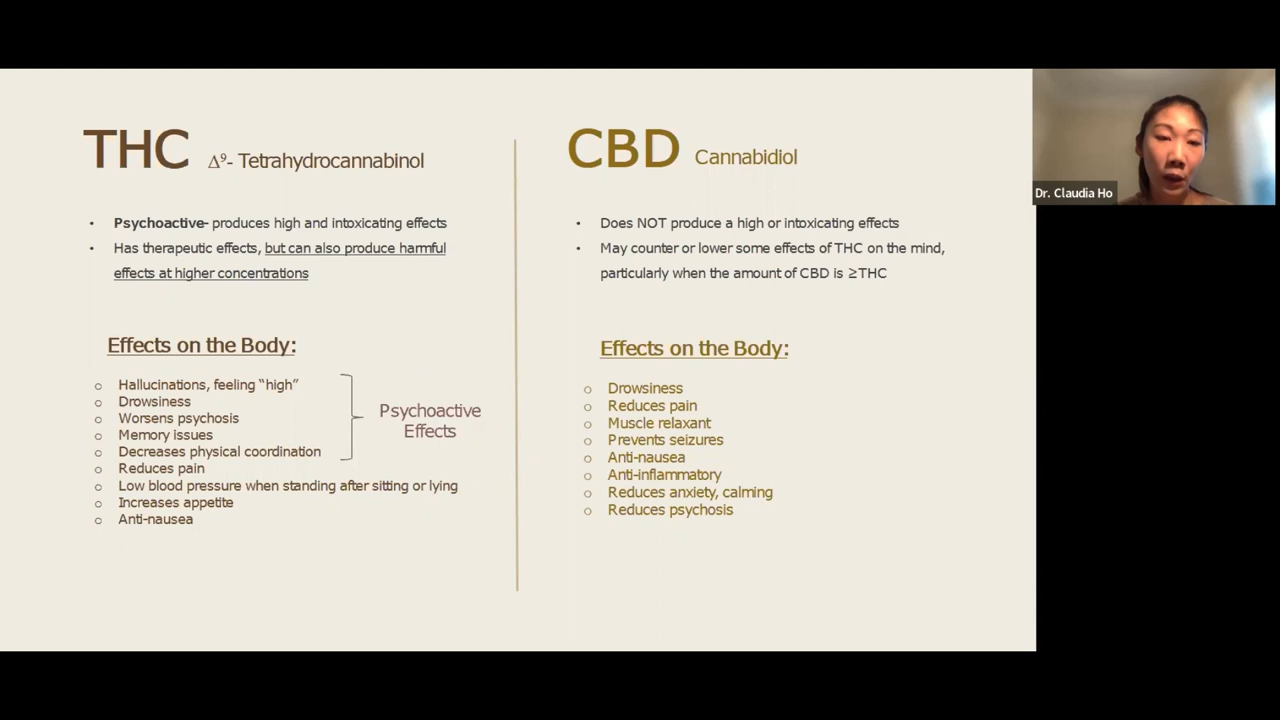 THC Δ⁹- Tetrahydrocannabinol
• Psychoactive- produces high and intoxicating effects
• Has therapeutic effects, but can also produce harmful
effects at higher concentrations
Effects on the Body:
o Hallucinations, feeling “high”
o Drowsiness
o Worsens psychosis
o Memory issues
o Decreases physical coordination
o Reduces pain
o Low blood pressure when standing after sitting or lying
o Increases appetite
o Anti-nausea
Psychoactive
Effects
CBD Cannabidiol
• Does NOT produce a high or intoxicating effects
• May counter or lower some effects of THC on the mind,
particularly when the amount of CBD is ≥THC
Effects on the Body:
o Drowsiness
o Reduces pain
o Muscle relaxant
o Prevents seizures
o Anti-nausea
o Anti-inflammatory
o Reduces anxiety, calming
o Reduces psychosis
Dr. Claudia Ho